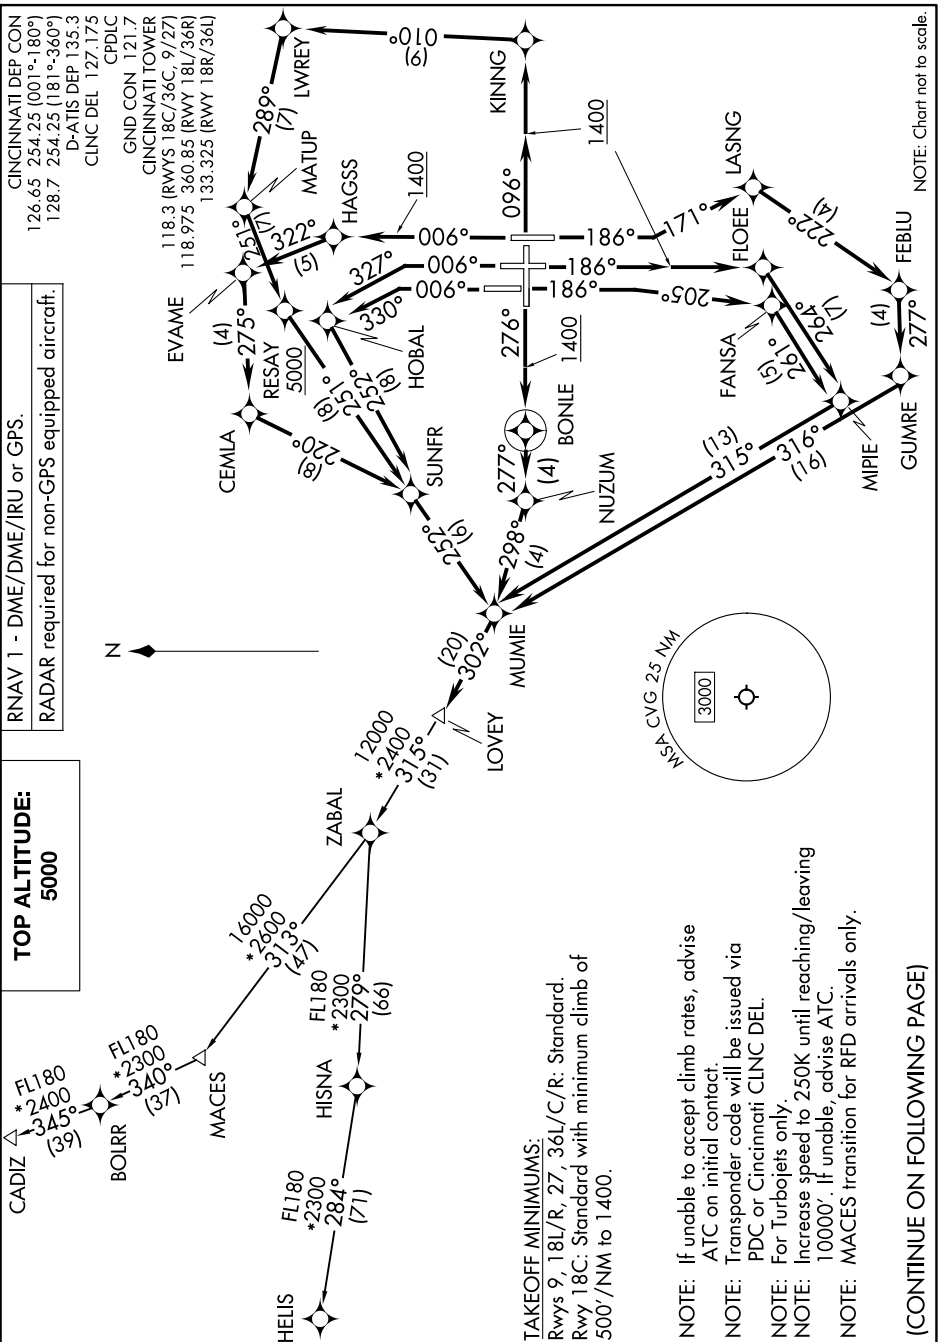 TOP ALTITUDE:
5000
RNAV 1 - DME/DME/IRU or GPS.
RADAR required for non-GPS equipped aircraft.
CINCINNATI DEP CON
126.65 254.25 (001°-180°)
128.7 254.25 (181°-360°)
D-ATIS DEP 135.3
CLNC DEL 127.175
CPDLC
GND CON 121.7
CINCINNATI TOWER
118.3 (RWYS 18C/36C, 9/27)
118.975 360.85 (RWY 18L/36R)
133.325 (RWY 18R/36L)
CADIZ
FL180
*2400
345°
(39)
BOLRR
FL180
*2300
340°
(37)
MACES
16000
*2600
313°
(47)
HELIS
FL180
*2300
284°
(71)
HISNA
FL180
*2300
279°
(66)
ZABAL
12000
*2400
315°
(31)
LOVEY
(20)
302°
MUMIE
N
CEMLA
220°
(8)
(4)
275°
EVAME
RESAY
5000
251°
(7)
MATUP
289°
(7)
LWREY
010°
(9)
KINNG
322°
(5)
HAGSS
1400
327°
330°
HOBAL
252°
(8)
251°
(8)
SUNFR
252°
(6)
006°
006°
006°
096°
1400
276°
1400
BONLE
277°
(4)
NUZUM
298°
(4)
186°
186°
186°
171°
205°
LASNG
FLOEE
FANSA
222°
(4)
FEBLU
264°
(7)
261°
(5)
(4)
277°
MIPIE
GUMRE
(13)
315°
316°
(16)
MSA CVG 25 NM
3000
TAKEOFF MINIMUMS:
Rwys 9, 18L/R, 27, 36L/C/R: Standard.
Rwy 18C: Standard with minimum climb of
500'/NM to 1400.
NOTE: If unable to accept climb rates, advise
ATC on initial contact.
NOTE: Transponder code will be issued via
PDC or Cincinnati CLNC DEL.
NOTE: For Turbojets only.
NOTE: Increase speed to 250K until reaching/leaving
10000'. If unable, advise ATC.
NOTE: MACES transition for RFD arrivals only.
(CONTINUE ON FOLLOWING PAGE)
NOTE: Chart not to scale.